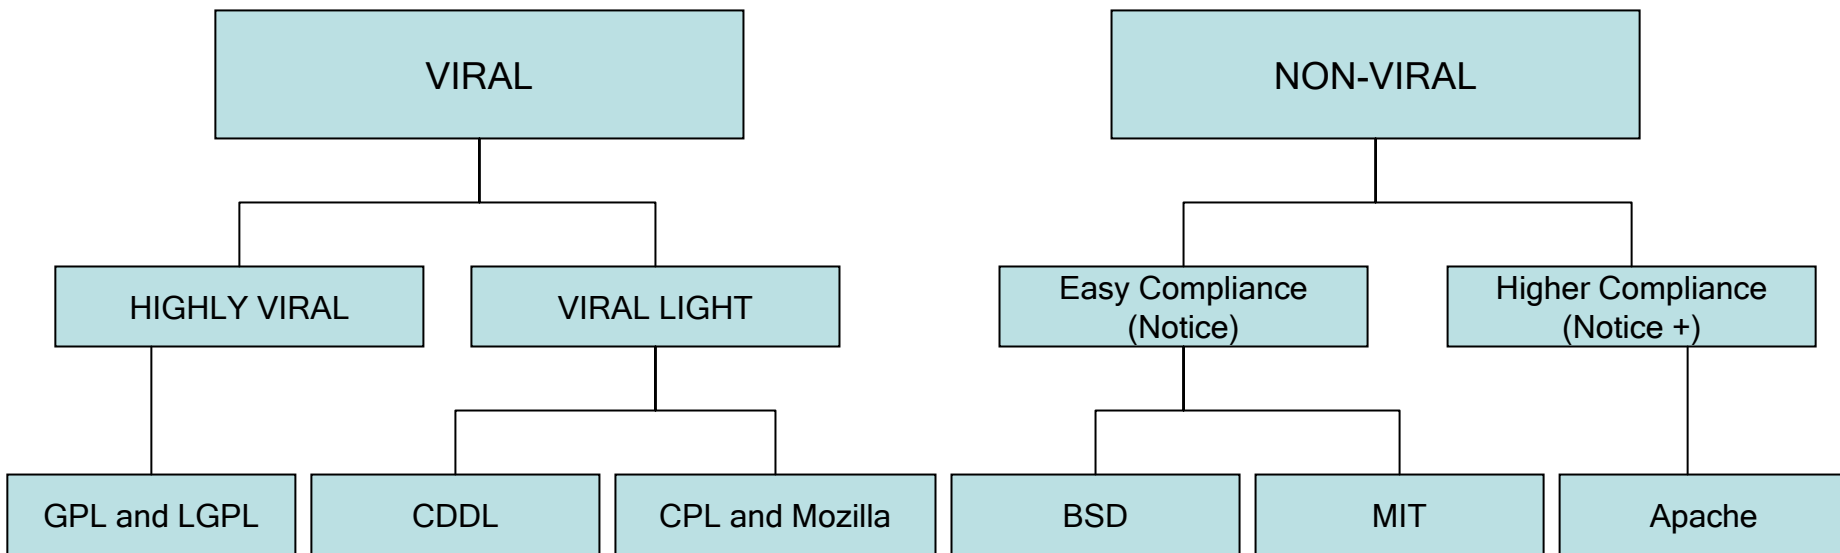 VIRAL
NON-VIRAL
HIGHLY VIRAL
VIRAL LIGHT
Easy Compliance
(Notice)
Higher Compliance
(Notice +)
GPL and LGPL
CDDL
CPL and Mozilla
BSD
MIT
Apache